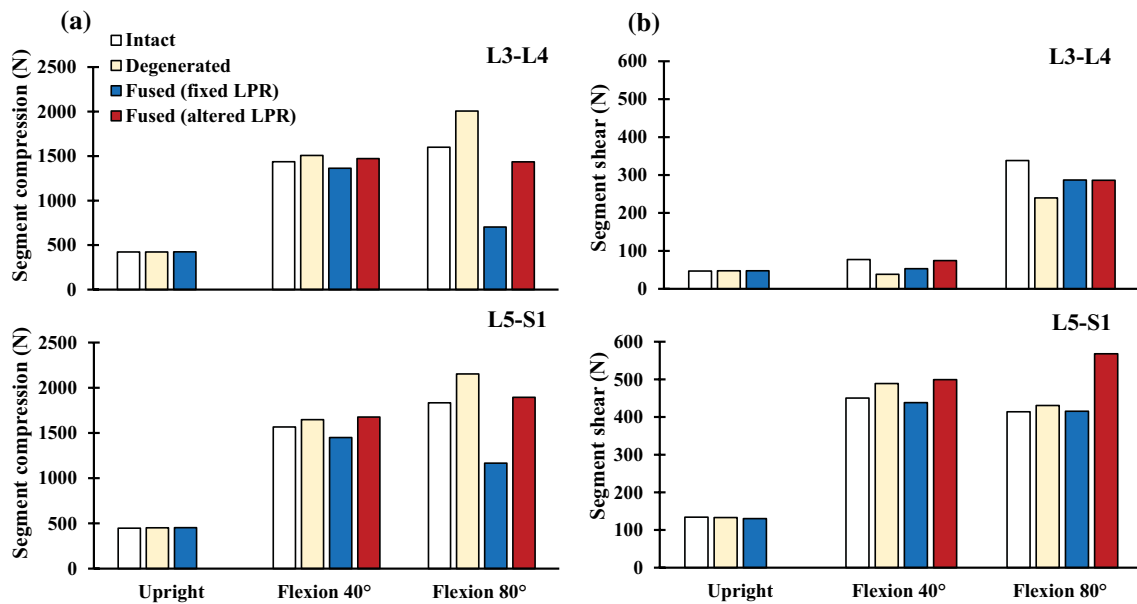 (a)
Intact
Degenerated
Fused (fixed LPR)
Fused (altered LPR)
L3-L4
Segment compression (N)
2500
2000
1500
1000
500
0
L5-S1
Segment compression (N)
2500
2000
1500
1000
500
0
Upright Flexion 40° Flexion 80°
(b)
L3-L4
Segment shear (N)
600
500
400
300
200
100
0
L5-S1
Segment shear (N)
600
500
400
300
200
100
0
Upright Flexion 40° Flexion 80°